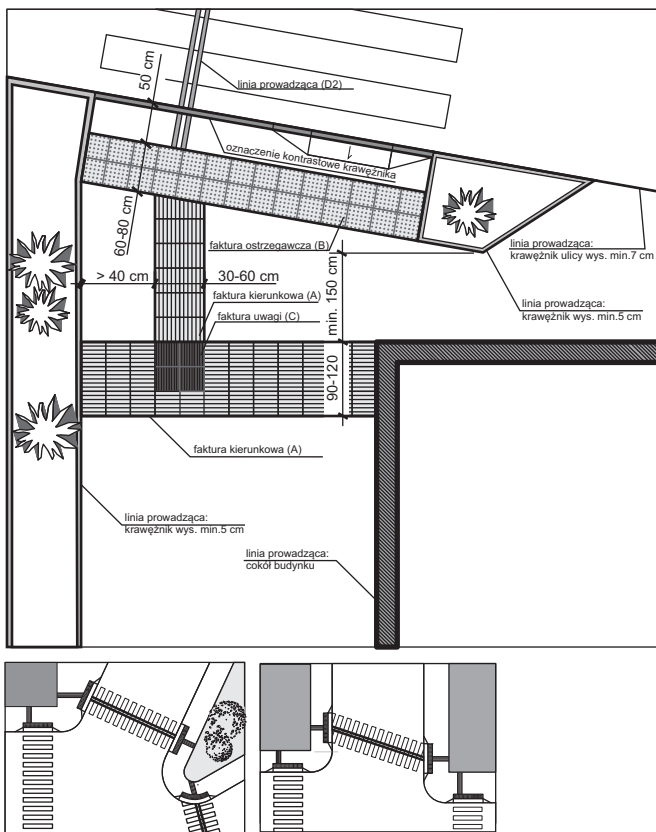 50 cm
linia prowadząca (D2)
oznaczenie kontrastowe krawężnika
60-80 cm
faktura ostrzegawcza (B)
linia prowadząca:
krawężnik ulicy wys. min.7 cm
> 40 cm
30-60 cm
min. 150 cm
faktura kierunkowa (A)
faktura uwagi (C)
linia prowadząca:
krawężnik wys. min.5 cm
90-120
faktura kierunkowa (A)
linia prowadząca:
krawężnik wys. min.5 cm
linia prowadząca:
cokół budynku